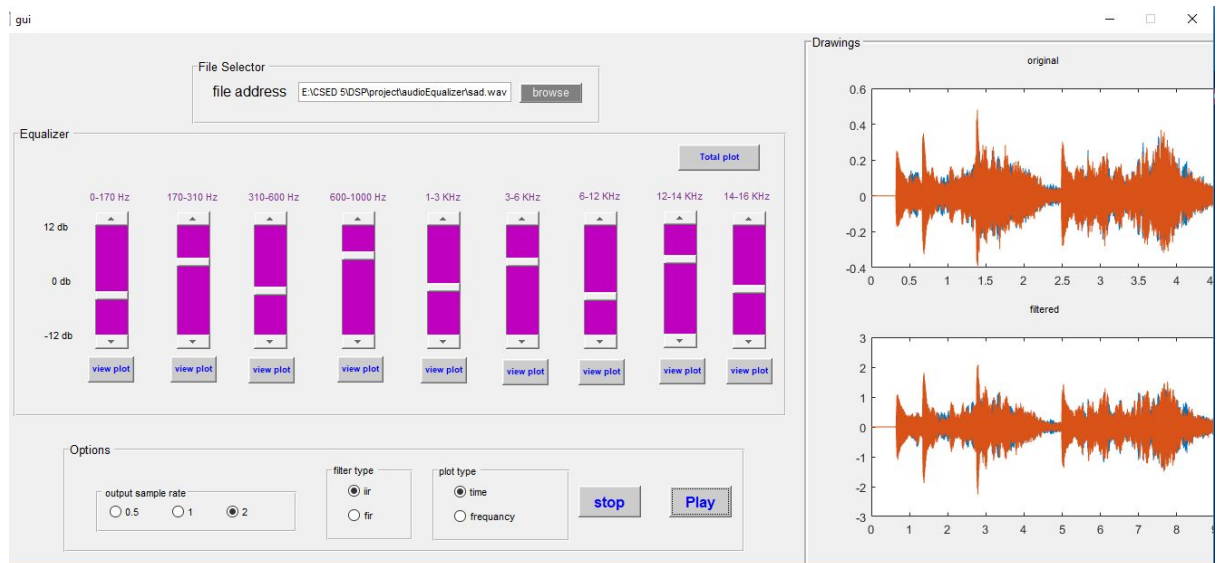 gui
File Selector
file address E:\CSED 5\DSP\project\audioEqualizer\sad.wav browse
Equalizer
Total plot
0-170 Hz 170-310 Hz 310-600 Hz 600-1000 Hz 1-3 KHz 3-6 KHz 6-12 KHz 12-14 KHz 14-16 KHz
12 db
0 db
-12 db
view plot view plot view plot view plot view plot view plot view plot view plot view plot
Options
output sample rate
0.5 1 2
filter type
iir
fir
plot type
time
frequancy
stop Play
Drawings
original
0.6
0.4
0.2
0
-0.2
-0.4
0 0.5 1 1.5 2 2.5 3 3.5 4
filtered
3
2
1
0
-1
-2
-3
0 1 2 3 4 5 6 7 8